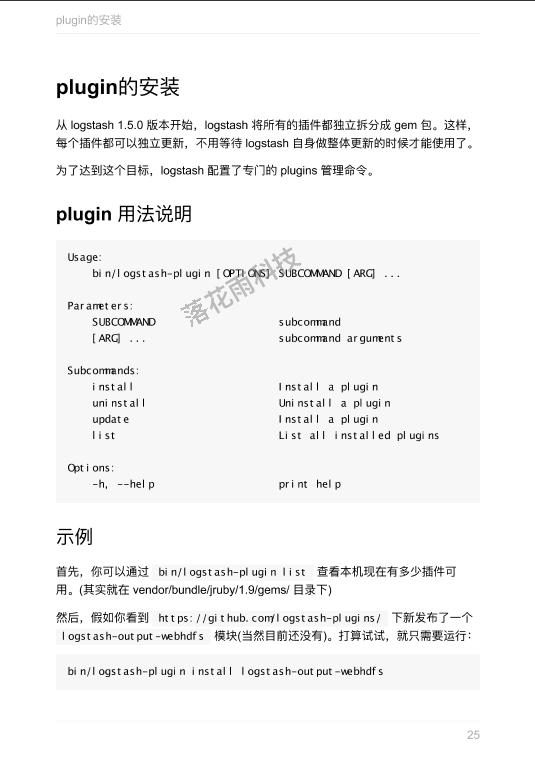 plugin的安装
plugin的安装
从 logstash 1.5.0 版本开始，logstash 将所有的插件都独立拆分成 gem 包。这样，
每个插件都可以独立更新，不用等待 logstash 自身做整体更新的时候才能使用了。
为了达到这个目标，logstash 配置了专门的 plugins 管理命令。
plugin 用法说明
Usage:
bin/logstash-plugin [OPTIONS] SUBCOMMAND [ARG] ...
落花雨科技
Parameters:
SUBCOMMAND subcommand
[ARG] ... subcommand arguments
Subcommands:
install Install a plugin
uninstall Uninstall a plugin
update Install a plugin
list List all installed plugins
Options:
-h, --help print help
示例
首先，你可以通过 bin/logstash-plugin list 查看本机现在有多少插件可
用。(其实就在 vendor/bundle/jruby/1.9/gems/ 目录下)
然后，假如你看到 https://github.com/logstash-plugins/ 下新发布了一个
logstash-output-webhdfs 模块(当然目前还没有)。打算试试，就只需要运行：
bin/logstash-plugin install logstash-output-webhdfs
25